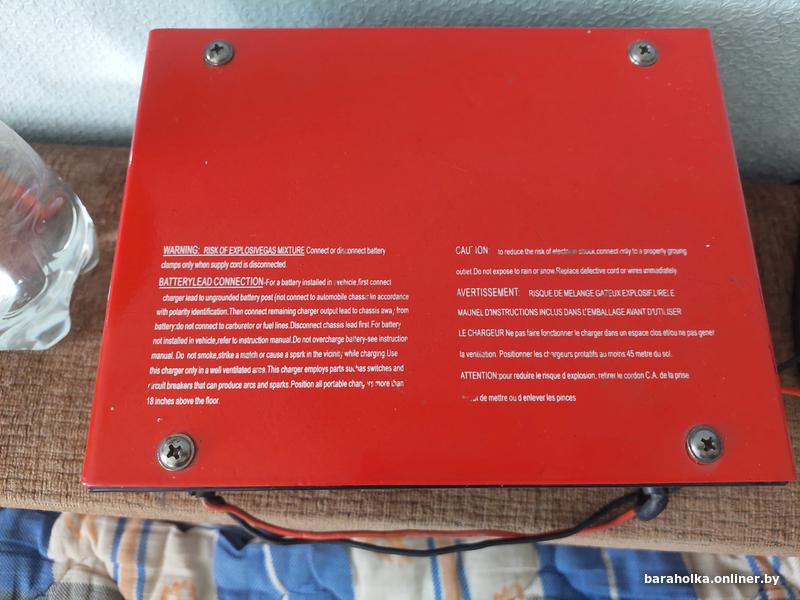 WARNING: RISK OF EXPLOSIVEGAS MIXTURE Connect or disconnect battery
clamps only when supply cord is disconnected.
BATTERYLEAD CONNECTION-For a battery installed in vehicle,first connect
charger lead to ungrounded battery post (not connect to automobile chassis in accordance
with polarity identification.Then connect remaining charger output lead to chassis away from
battery:do not connect to carburetor or fuel lines.Disconnect chassis lead first.For battery
not installed in vehicle,refer to instruction manual.Do not overcharge battery-see instruction
manual. Do not smoke,strike a match or cause a spark in the vicinity while charging.Use
this charger only in a well ventilated area.This charger employs parts such as switches and
circuit breakers that can produce arcs and sparks.Position all portable more than
18 inches above the floor.
CAUTION to reduce the risk of electric shock,connect only to a properly groung
outlet.Do not expose to rain or snow.Replace defective cord or wires immediately.
AVERTISSEMENT: RISQUE DE MELANGE GATEUX EXPLOSIF.LIRE E
MAUNEL D'INSTRUCTIONS INCLUS DANS L'EMBALLAGE AVANT D'UTILISER
LE CHARGEUR Ne pas faire fonctionner le charger dans un espace clos et/ou ne pas gener
la ventilation. Positionner les chargeurs protatifs au moins 45 metre du sol.
ATTENTION:pour reduire le risque d explosion, retirer le cordon C.A. de la prise
de mettre ou d enlever les pinces
baraholka.onliner.by